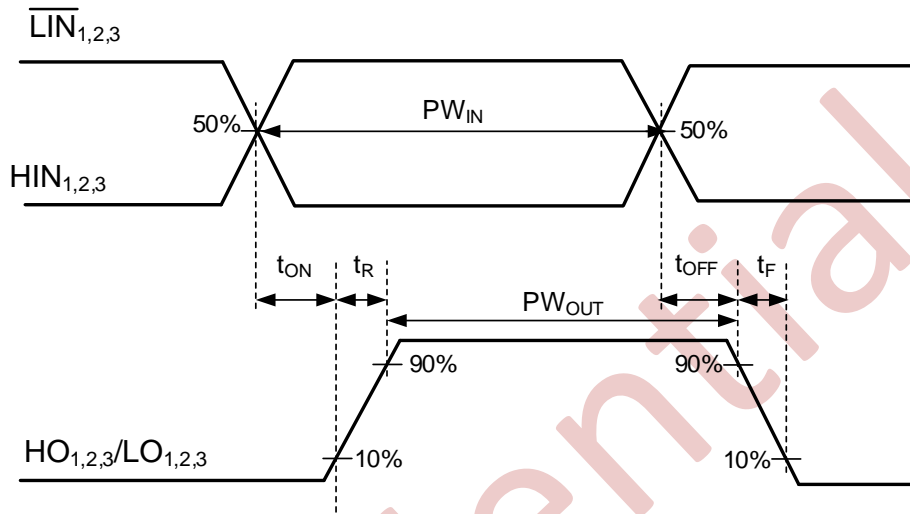 LIN1,2,3
50%
PWIN
50%
HIN1,2,3
tON
tR
tOFF
tF
PWOUT
90%
90%
HO1,2,3/LO1,2,3
10%
10%
dential